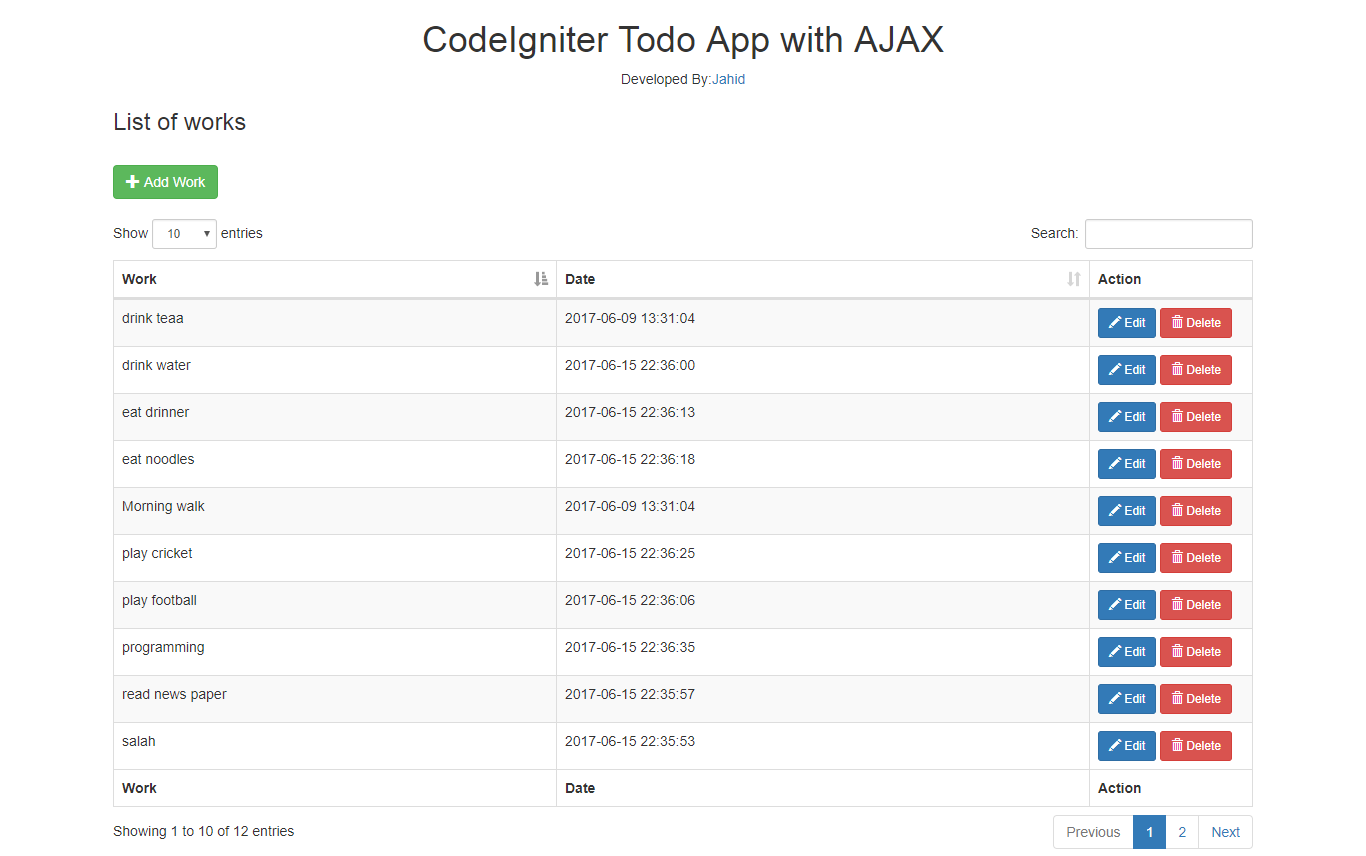 CodeIgniter Todo App with AJAX
Developed By:Jahid
List of works
Add Work
Show 10 entries Search:
Work Date Action
drink teaa 2017-06-09 13:31:04 Edit Delete
drink water 2017-06-15 22:36:00 Edit Delete
eat drinner 2017-06-15 22:36:13 Edit Delete
eat noodles 2017-06-15 22:36:18 Edit Delete
Morning walk 2017-06-09 13:31:04 Edit Delete
play cricket 2017-06-15 22:36:25 Edit Delete
play football 2017-06-15 22:36:06 Edit Delete
programming 2017-06-15 22:36:35 Edit Delete
read news paper 2017-06-15 22:35:57 Edit Delete
salah 2017-06-15 22:35:53 Edit Delete
Work Date Action
Showing 1 to 10 of 12 entries Previous 1 2 Next